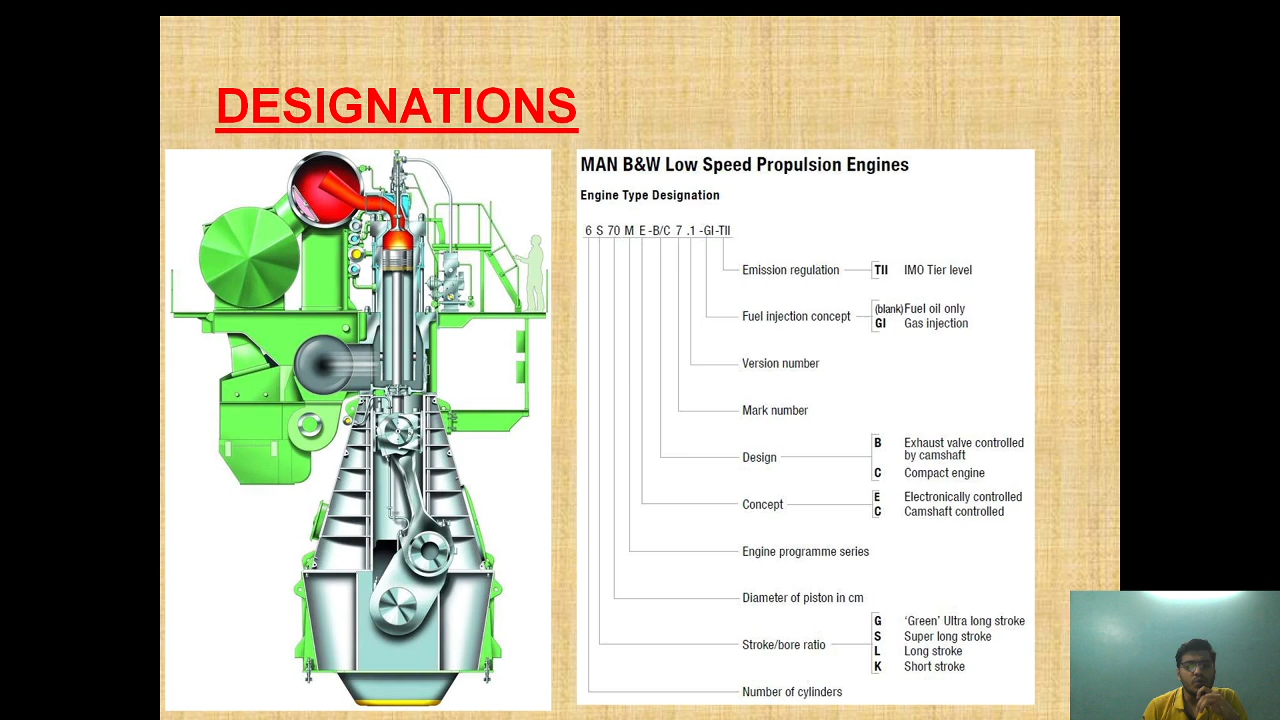 DESIGNATIONS
MAN B&W Low Speed Propulsion Engines
Engine Type Designation
6 S 70 M E -B/C 7 .1 -GI -TII
Emission regulation TII IMO Tier level
(blank) Fuel oil only
Fuel injection concept
GI Gas injection
Version number
Mark number
B Exhaust valve controlled
by camshaft
Design
C Compact engine
E Electronically controlled
Concept
C Camshaft controlled
Engine programme series
Diameter of piston in cm
G ‘Green’ Ultra long stroke
S Super long stroke
Stroke/bore ratio
L Long stroke
K Short stroke
Number of cylinders